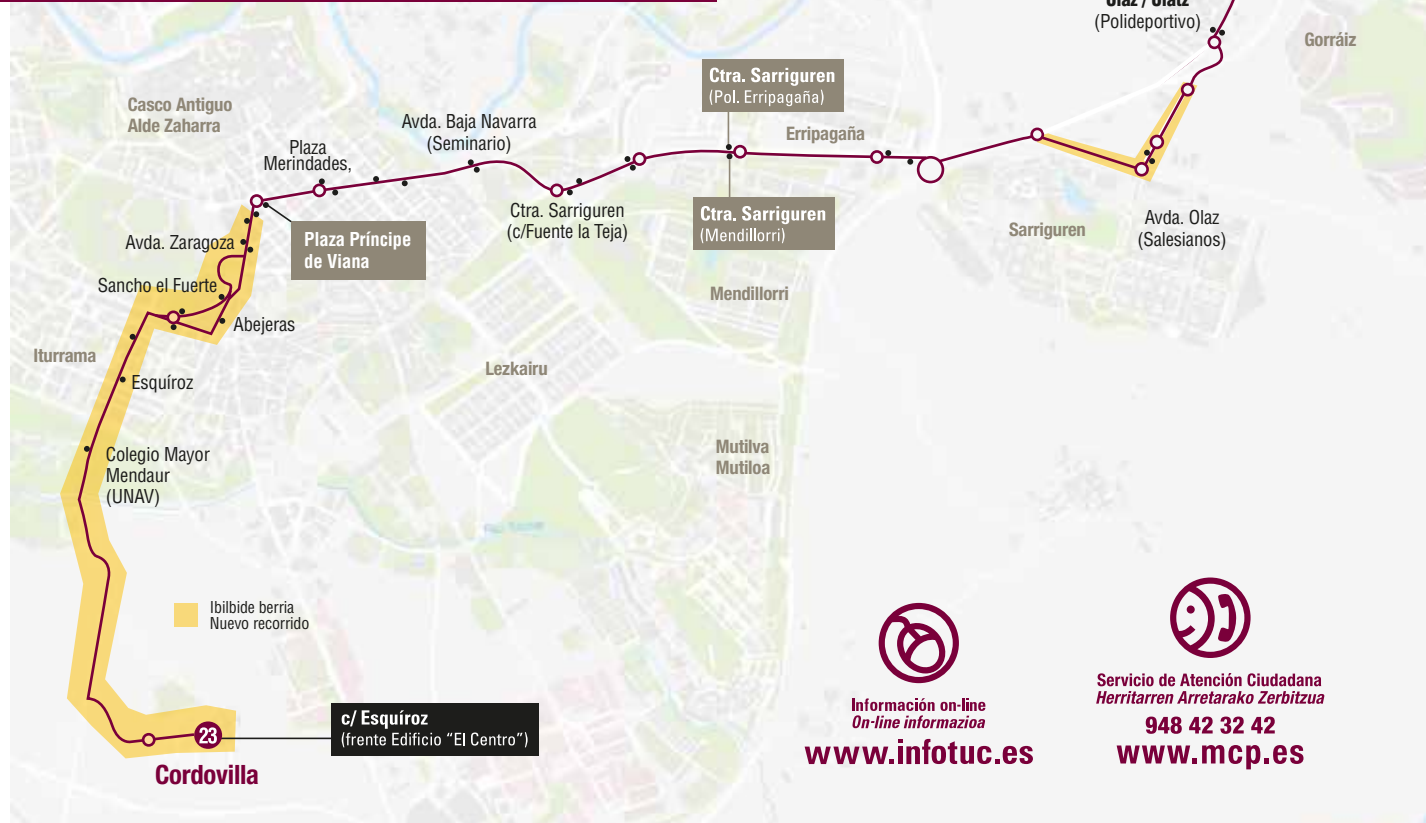 (Polideportivo)
Gorráiz
Ctra. Sarriguren
(Pol. Erripagaña)
Casco Antiguo
Alde Zaharra
Avda. Baja Navarra
(Seminario)
Erripagaña
Plaza
Merindades,
Ctra. Sarriguren
(c/Fuente la Teja)
Ctra. Sarriguren
(Mendillorri)
Avda. Olaz
(Salesianos)
Sarriguren
Plaza Príncipe
de Viana
Avda. Zaragoza
Sancho el Fuerte
Mendillorri
Abejeras
Iturrama
Lezkairu
Esquíroz
Colegio Mayor
Mendaur
(UNAV)
Mutilva
Mutiloa
Ibilbide berria
Nuevo recorrido
c/ Esquíroz
(frente Edificio “El Centro”)
23
Cordovilla
Información on-line
On-line informazioa
www.infotuc.es
Servicio de Atención Ciudadana
Herritarren Arretarako Zerbitzua
948 42 32 42
www.mcp.es